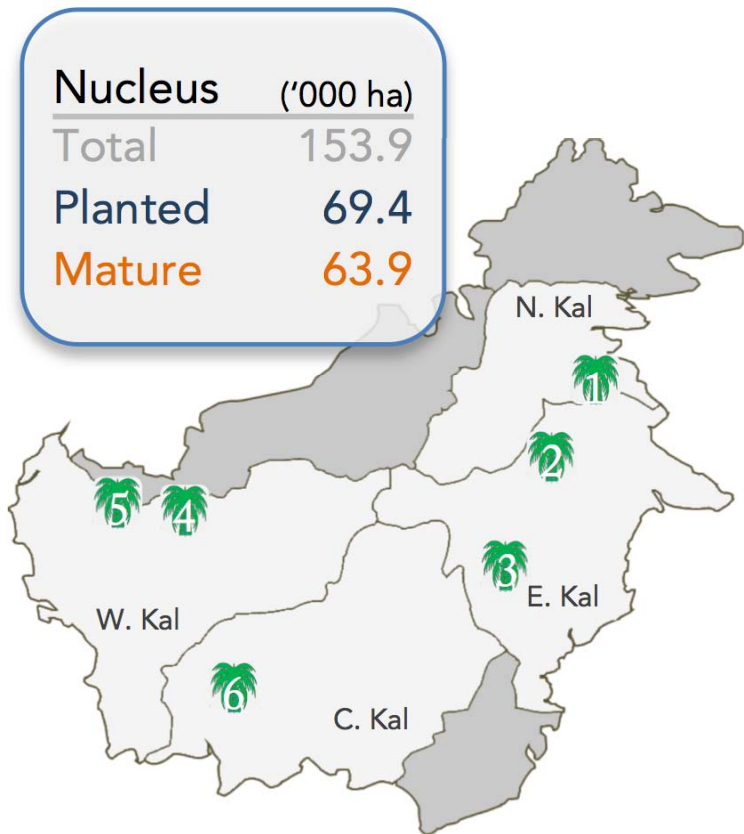 Nucleus (‘000 ha)
Total 153.9
Planted 69.4
Mature 63.9
N. Kal
1
2
5 4
3
E. Kal
W. Kal
6
C. Kal